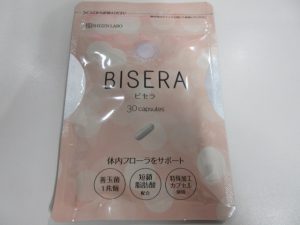 BISERA
ビセラ
30 capsules
体内フローラをサポート
善玉菌
1兆個
短鎖
脂肪酸
配合
特殊加工
カプセル
使用